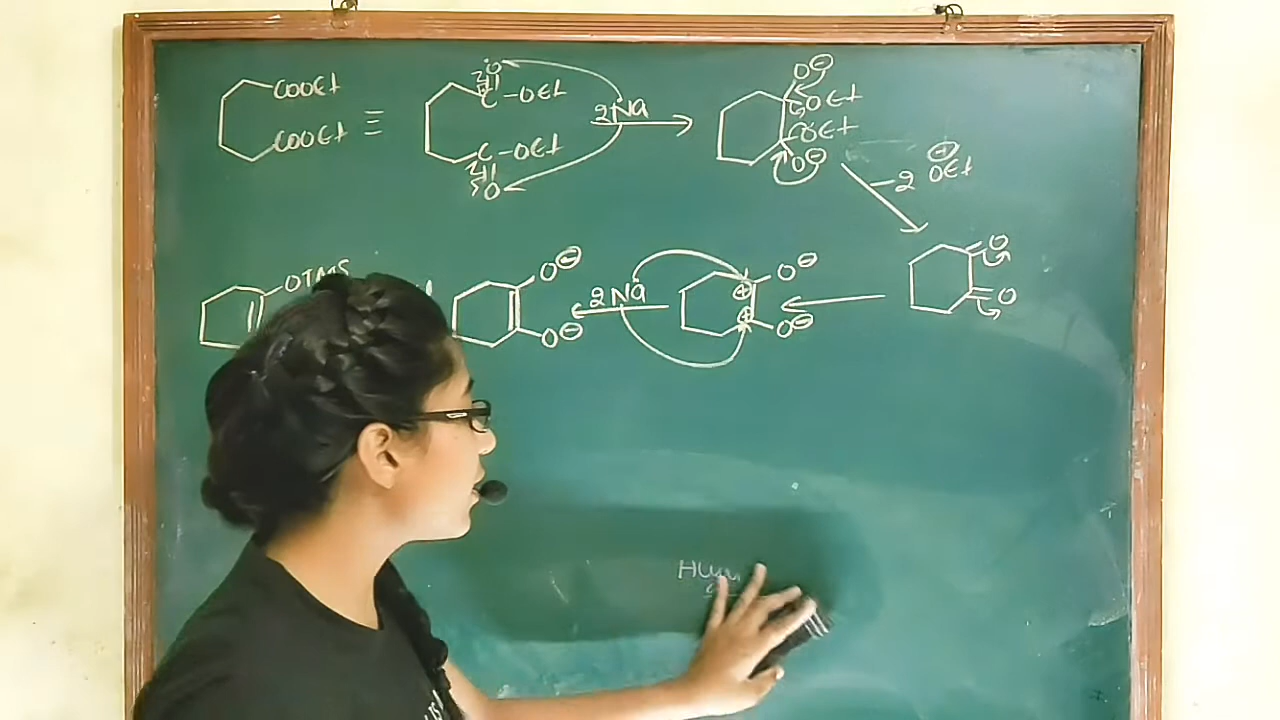 COOEt
COOEt
≡
O
C-OEt
C-OEt
O
2Na
O⊖
OEt
OEt
O⊖
-2 ⊕OEt
O
O
O⊖
⊕
⊕
O⊖
2Na
O⊖
O⊖
OTMS